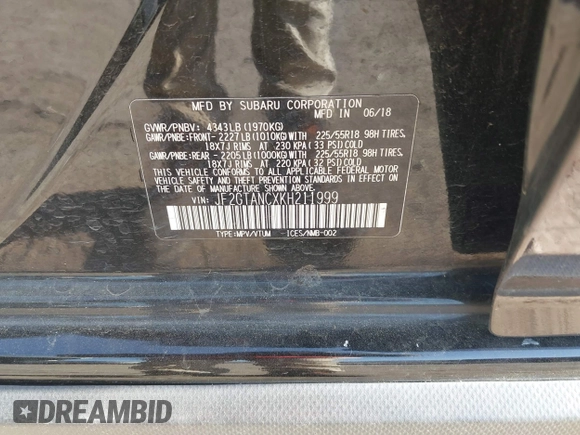 MFD BY SUBARU CORPORATION
MFD IN 06/18
GVWR/PNBV: 4343LB (1970KG)
GAWR/PNBE:FRONT- 2227LB(1010KG)WITH 225/55R18 98H TIRES,
18X7J RIMS AT 230 KPA( 33 PSI)COLD
GAWR/PNBE:REAR - 2205LB(1000KG)WITH 225/55R18 98H TIRES,
18X7J RIMS AT 220 KPA( 32 PSI)COLD
THIS VEHICLE CONFORMS TO ALL APPLICABLE FEDERAL MOTOR
VEHICLE SAFETY, BUMPER, AND THEFT PREVENTION STANDARDS
IN EFFECT ON THE DATE OF MANUFACTURE SHOWN ABOVE.
VIN: JF2GTANCXKH211999
TYPE:MPV/VTUM ICES/NMB-002
DREAMBID